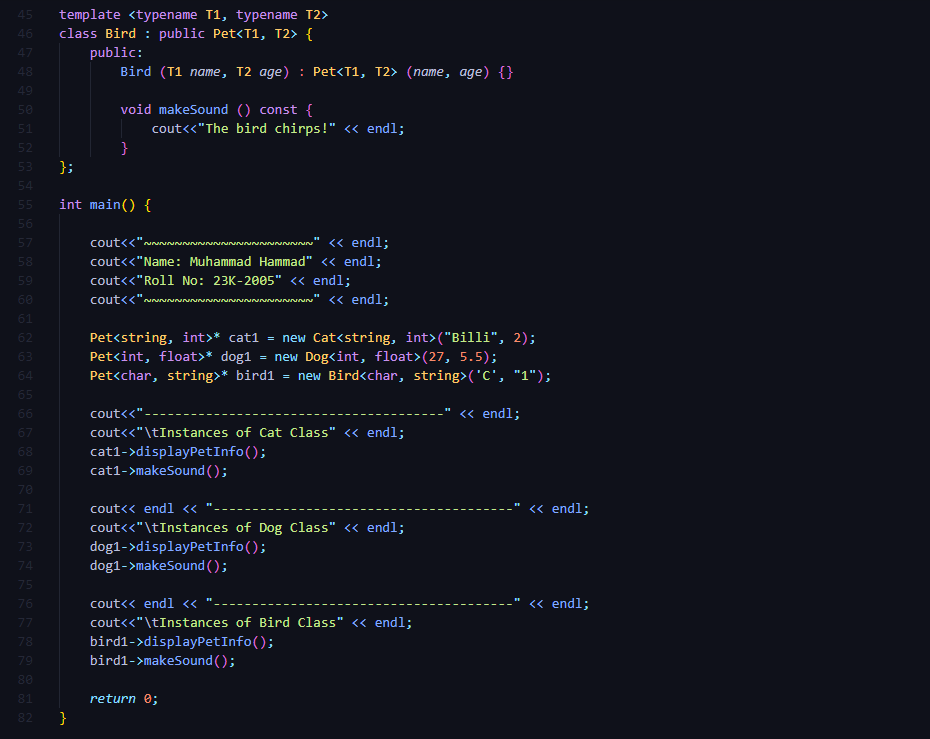 45 template <typename T1, typename T2>
46 class Bird : public Pet<T1, T2> {
47     public:
48         Bird (T1 name, T2 age) : Pet<T1, T2> (name, age) {}
49
50         void makeSound () const {
51             cout<<"The bird chirps!" << endl;
52         }
53 };
54
55 int main() {
56
57     cout<<"~~~~~~~~~~~~~~~~~~~~~~" << endl;
58     cout<<"Name: Muhammad Hammad" << endl;
59     cout<<"Roll No: 23K-2005" << endl;
60     cout<<"~~~~~~~~~~~~~~~~~~~~~~" << endl;
61
62     Pet<string, int>* cat1 = new Cat<string, int>("Billi", 2);
63     Pet<int, float>* dog1 = new Dog<int, float>(27, 5.5);
64     Pet<char, string>* bird1 = new Bird<char, string>('C', "1");
65
66     cout<<"---------------------------------------" << endl;
67     cout<<"\tInstances of Cat Class" << endl;
68     cat1->displayPetInfo();
69     cat1->makeSound();
70
71     cout<< endl << "---------------------------------------" << endl;
72     cout<<"\tInstances of Dog Class" << endl;
73     dog1->displayPetInfo();
74     dog1->makeSound();
75
76     cout<< endl << "---------------------------------------" << endl;
77     cout<<"\tInstances of Bird Class" << endl;
78     bird1->displayPetInfo();
79     bird1->makeSound();
80
81     return 0;
82 }